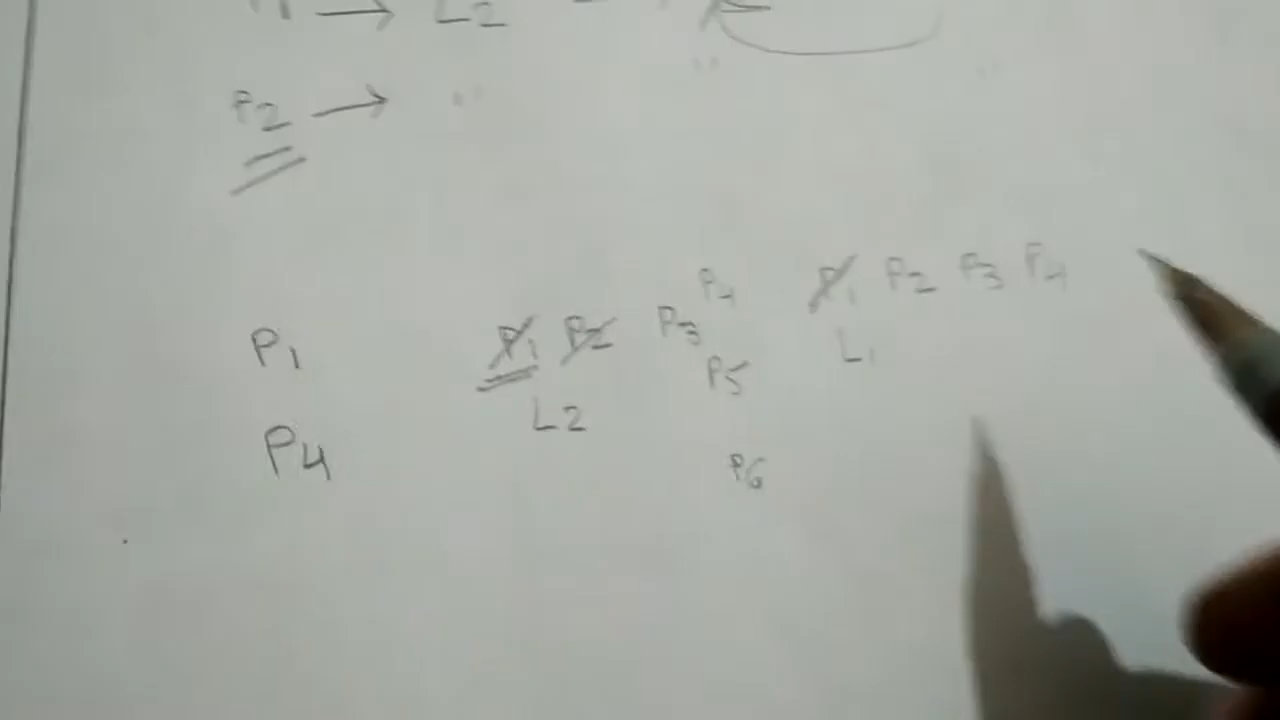 → L2
P2 →
P4 P1 P2 P3 P4
P1 P1 P2 P3
P5 L1
L2
P4 P6